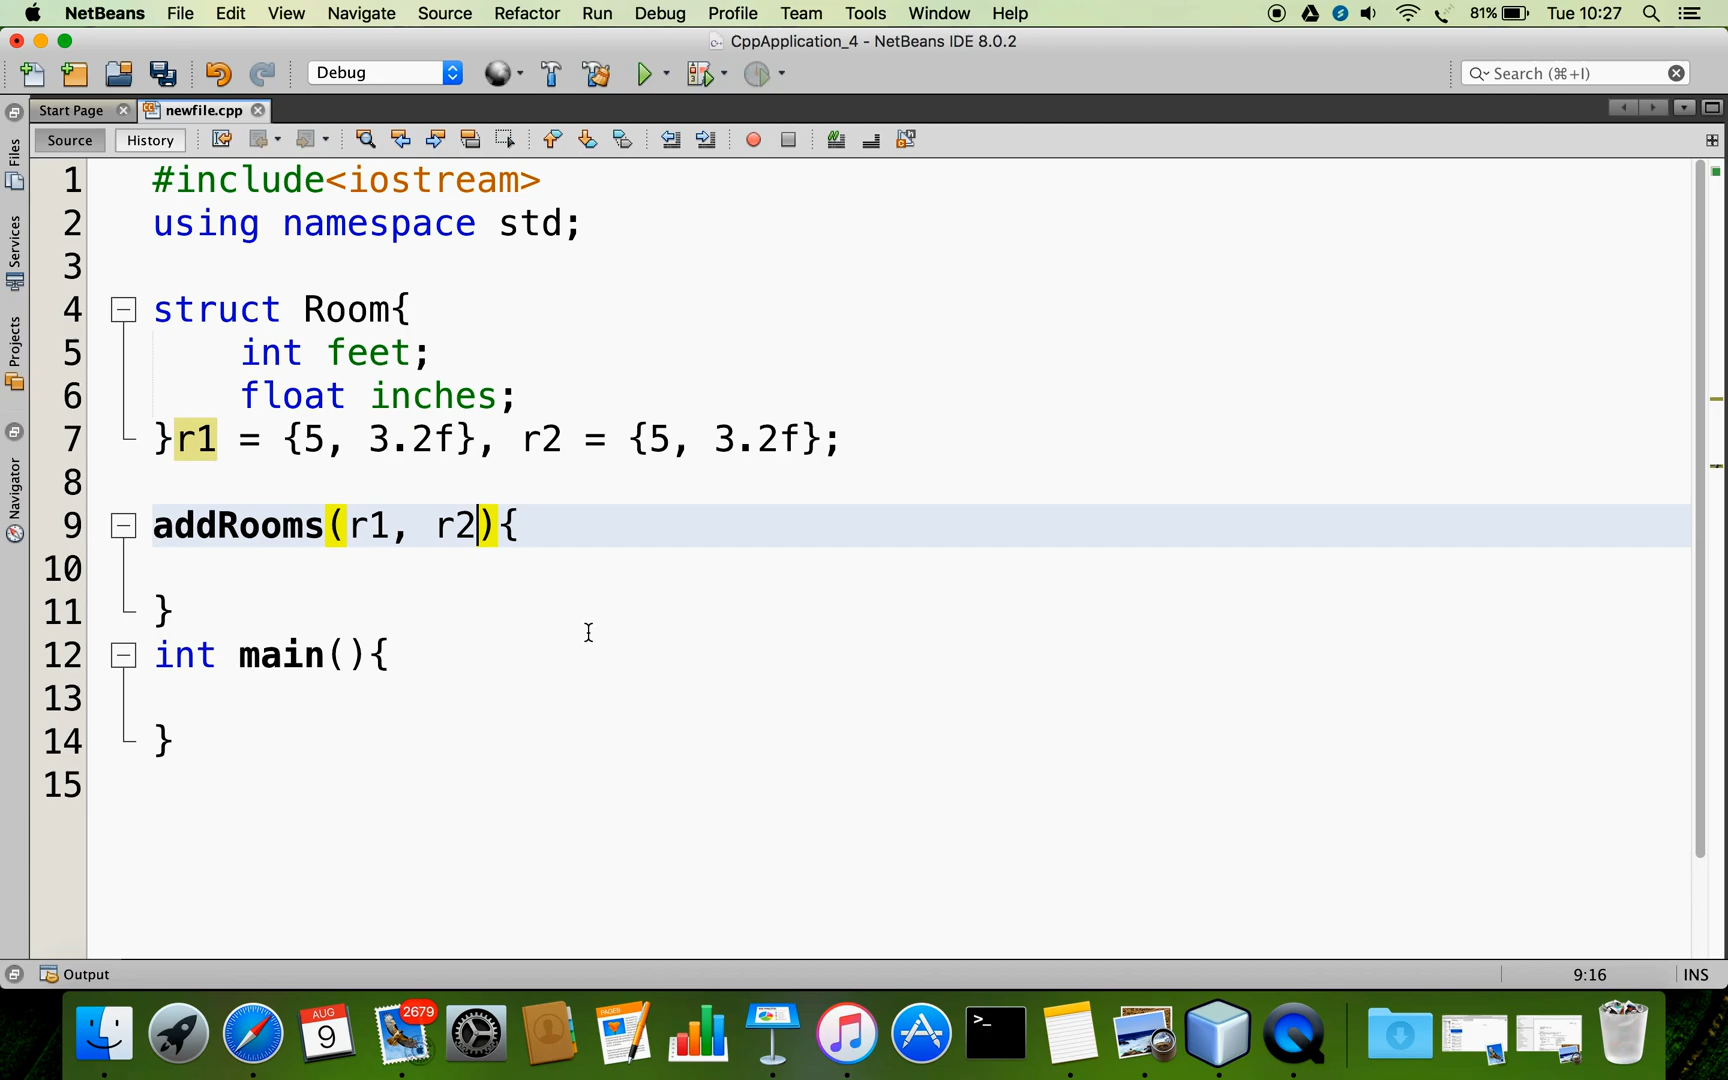 NetBeans File Edit View Navigate Source Refactor Run Debug Profile Team Tools Window Help 81% Tue 10:27
CppApplication_4 - NetBeans IDE 8.0.2
Debug
Search (⌘+I)
Start Page newfile.cpp
Source History
Files
Services
Projects
Navigator
1 #include<iostream>
2 using namespace std;
3
4 struct Room{
5 int feet;
6 float inches;
7 }r1 = {5, 3.2f}, r2 = {5, 3.2f};
8
9 addRooms(r1, r2){
10
11 }
12 int main(){
13
14 }
15
Output 9:16 INS
2679
AUG
9
PAGES
>_